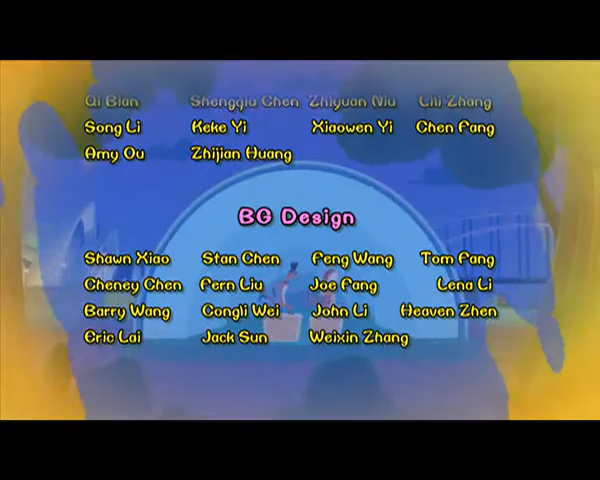 Qi Bian Shengqiu Chen Zhiyuan Niu Lili Zhang
Song Li Keke Yi Xiaowen Yi Chen Fang
Amy Ou Zhijian Huang
BG Design
Shawn Xiao Stan Chen Feng Wang Tom Fang
Cheney Chen Fern Liu Joe Fang Lena Li
Barry Wang Congli Wei John Li Heaven Zhen
Eric Lai Jack Sun Weixin Zhang